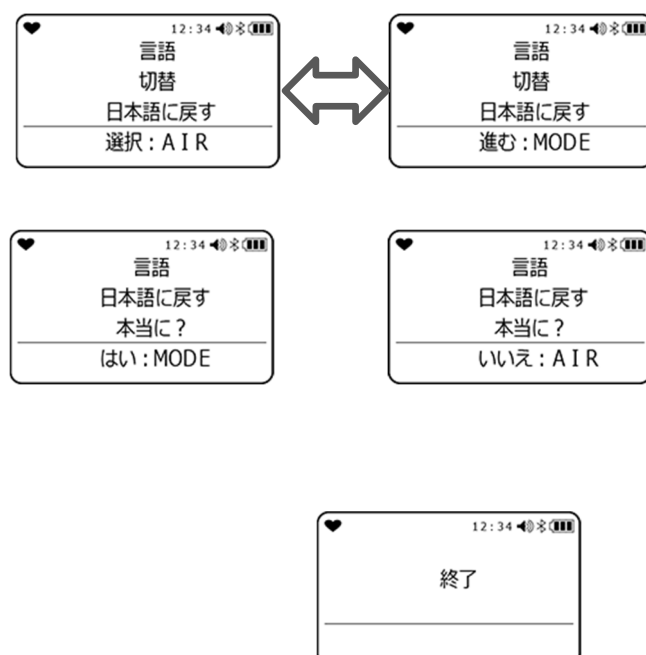 12:34
言語
切替
日本語に戻す
選択：AIR
12:34
言語
切替
日本語に戻す
進む：MODE
12:34
言語
日本語に戻す
本当に？
はい：MODE
12:34
言語
日本語に戻す
本当に？
いいえ：AIR
12:34
終了